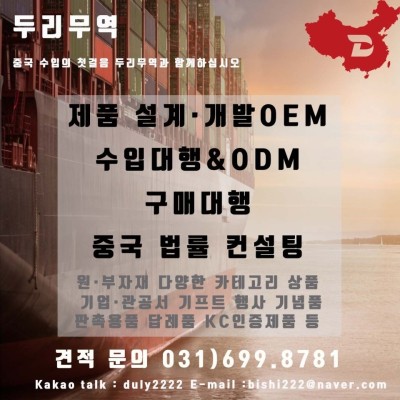 두리무역
중국 수입의 첫걸음 두리무역과 함께하십시오
제품 설계·개발OEM
수입대행&ODM
구매대행
중국 법률 컨설팅
원·부자재 다양한 카테고리 상품
기업·관공서 기프트 행사 기념품
판촉용품 답례품 KC인증제품 등
견적 문의 031)699.8781
Kakao talk : duly2222 E-mail :bishi222@naver.com